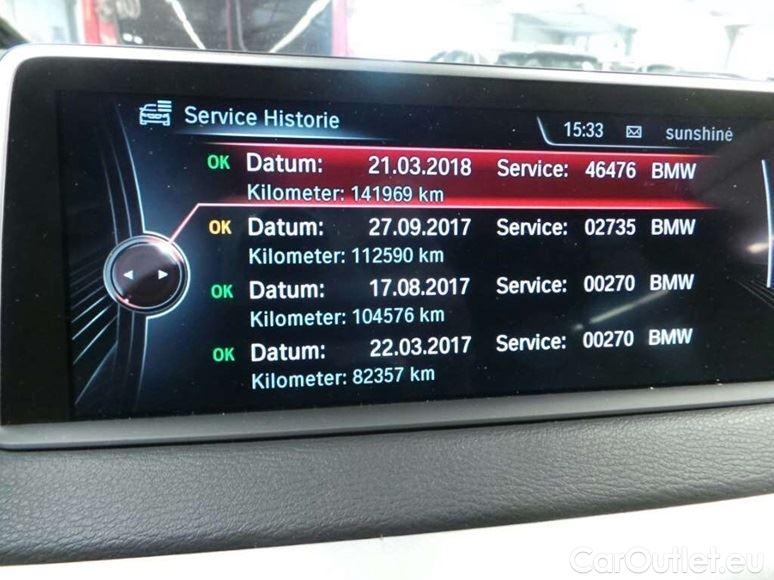 Service Historie
15:33 sunshine
OK Datum: 21.03.2018 Service: 46476 BMW
Kilometer: 141969 km
OK Datum: 27.09.2017 Service: 02735 BMW
Kilometer: 112590 km
OK Datum: 17.08.2017 Service: 00270 BMW
Kilometer: 104576 km
OK Datum: 22.03.2017 Service: 00270 BMW
Kilometer: 82357 km
CarOutlet.eu